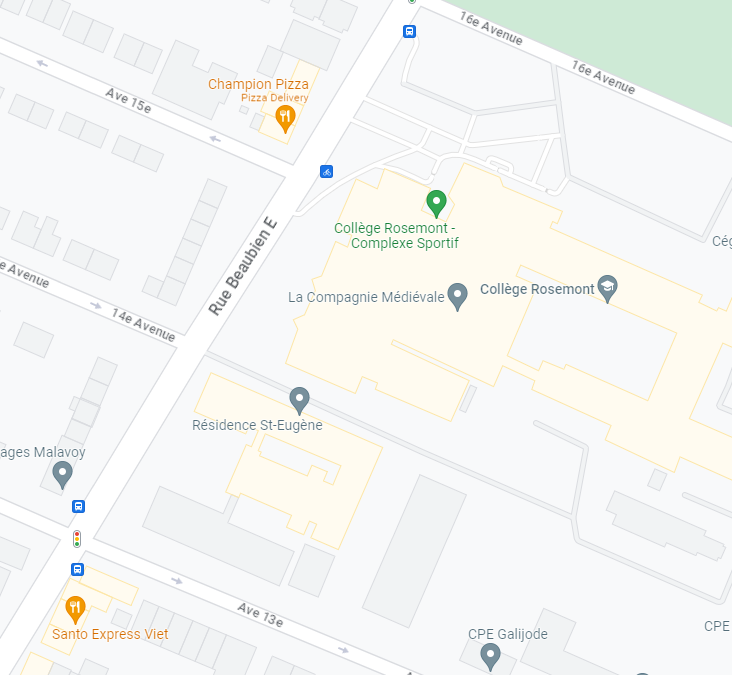 16e Avenue
16e Avenue
Champion Pizza
Pizza Delivery
Ave 15e
Collège Rosemont -
Complexe Sportif
Cég
Rue Beaubien E
e Avenue
La Compagnie Médiévale
Collège Rosemont
14e Avenue
Résidence St-Eugène
ages Malavoy
Ave 13e
Santo Express Viet
CPE Galijode
CPE